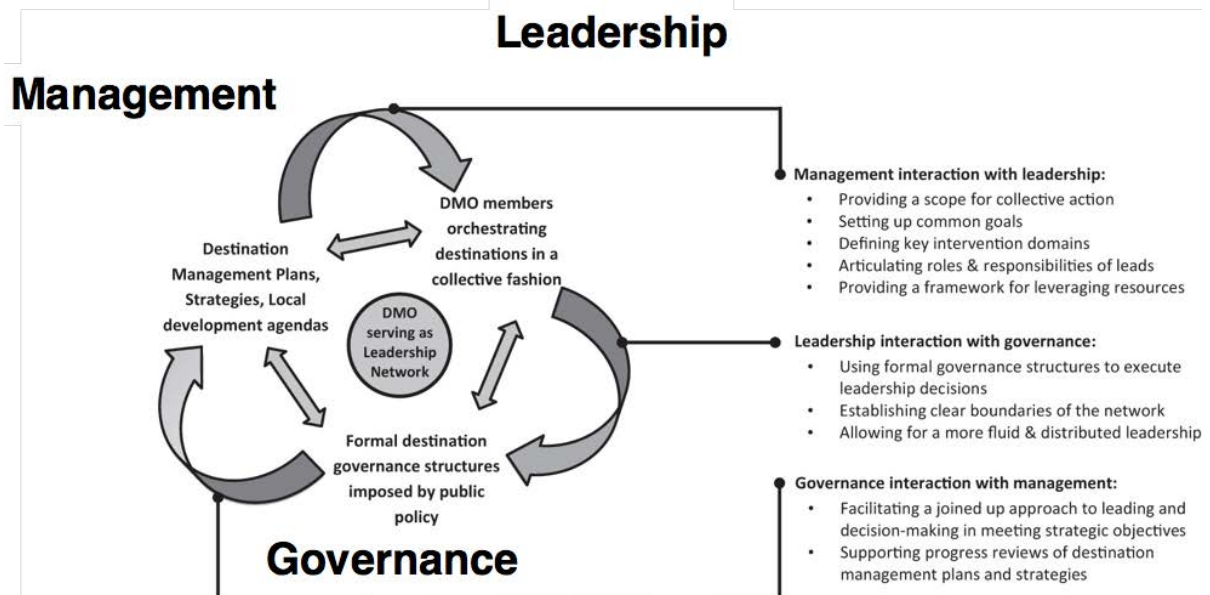 Leadership
Management
DMO members
orchestrating
destinations in a
collective fashion
Destination
Management Plans,
Strategies, Local
development agendas
DMO
serving as
Leadership
Network
Formal destination
governance structures
imposed by public
policy
Governance
Management interaction with leadership:
• Providing a scope for collective action
• Setting up common goals
• Defining key intervention domains
• Articulating roles & responsibilities of leads
• Providing a framework for leveraging resources
Leadership interaction with governance:
• Using formal governance structures to execute
leadership decisions
• Establishing clear boundaries of the network
• Allowing for a more fluid & distributed leadership
Governance interaction with management:
• Facilitating a joined up approach to leading and
decision-making in meeting strategic objectives
• Supporting progress reviews of destination
management plans and strategies